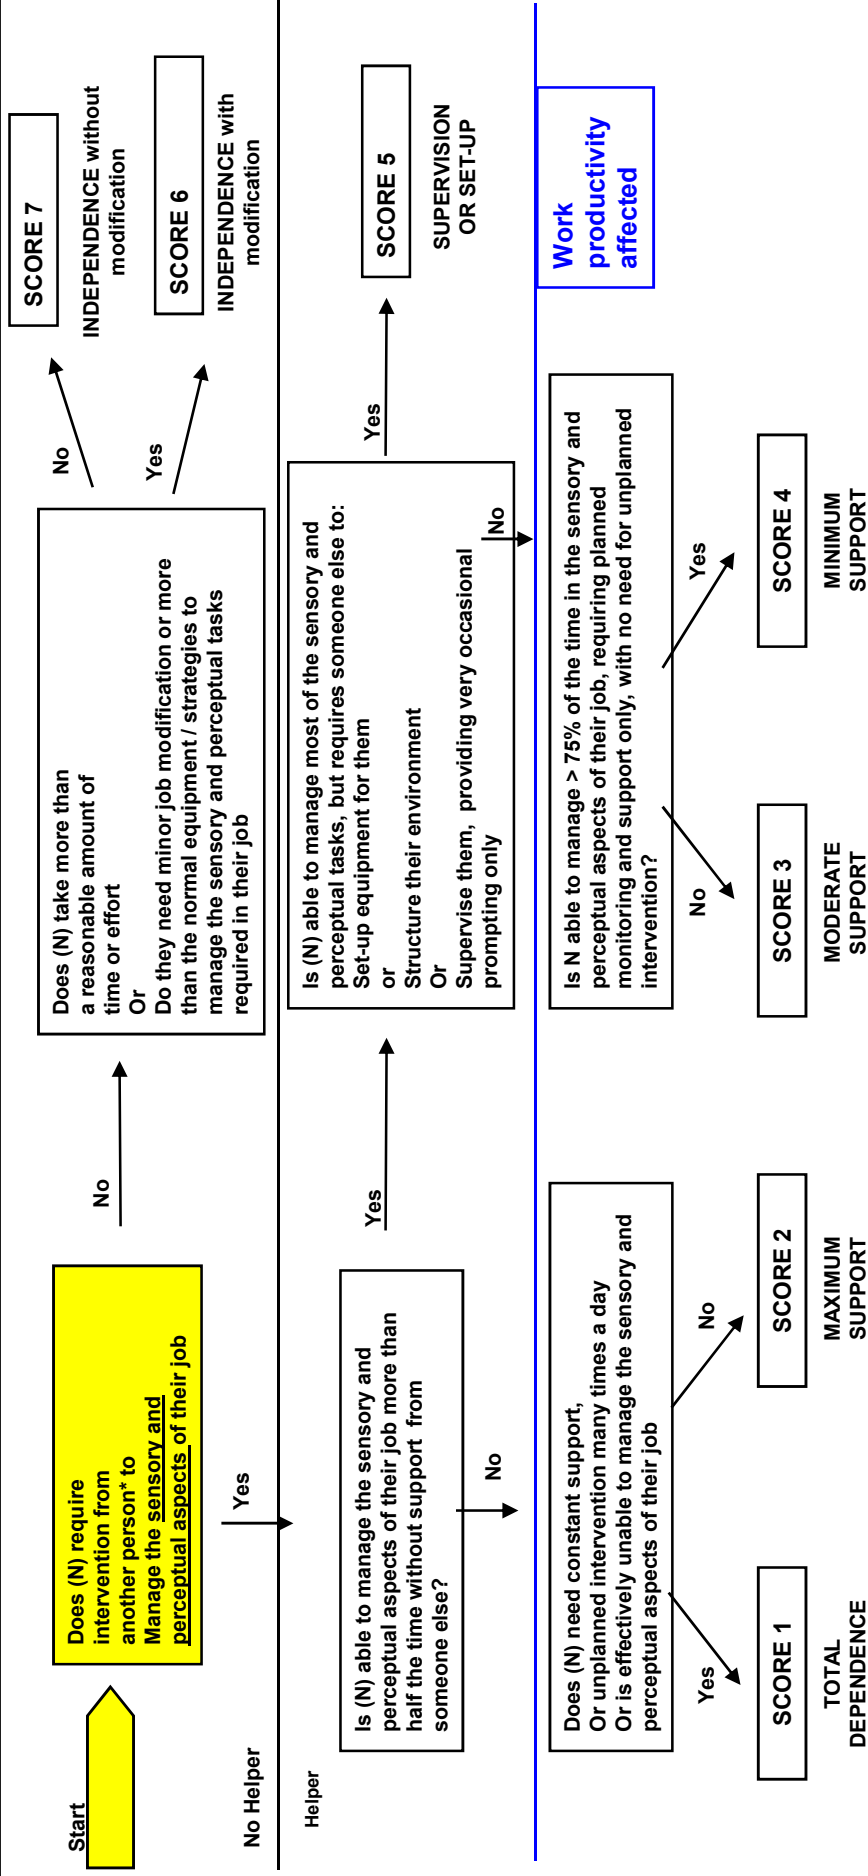 Start
Does (N) require
intervention from
another person* to
Manage the sensory and
perceptual aspects of their job
No
Does (N) take more than
a reasonable amount of
time or effort
Or
Do they need minor job modification or more
than the normal equipment / strategies to
manage the sensory and perceptual tasks
required in their job
No
SCORE 7
INDEPENDENCE without
modification
Yes
SCORE 6
INDEPENDENCE with
modification
Yes
No Helper
Helper
Is (N) able to manage the sensory and
perceptual aspects of their job more than
half the time without support from
someone else?
Yes
Is (N) able to manage most of the sensory and
perceptual tasks, but requires someone else to:
Set-up equipment for them
or
Structure their environment
Or
Supervise them, providing very occasional
prompting only
Yes
SCORE 5
SUPERVISION
OR SET-UP
No
No
Work
productivity
affected
Does (N) need constant support,
Or unplanned intervention many times a day
Or is effectively unable to manage the sensory and
perceptual aspects of their job
Yes
No
SCORE 1
TOTAL
DEPENDENCE
SCORE 2
MAXIMUM
SUPPORT
Is N able to manage > 75% of the time in the sensory and
perceptual aspects of their job, requiring planned
monitoring and support only, with no need for unplanned
intervention?
No
Yes
SCORE 3
MODERATE
SUPPORT
SCORE 4
MINIMUM
SUPPORT